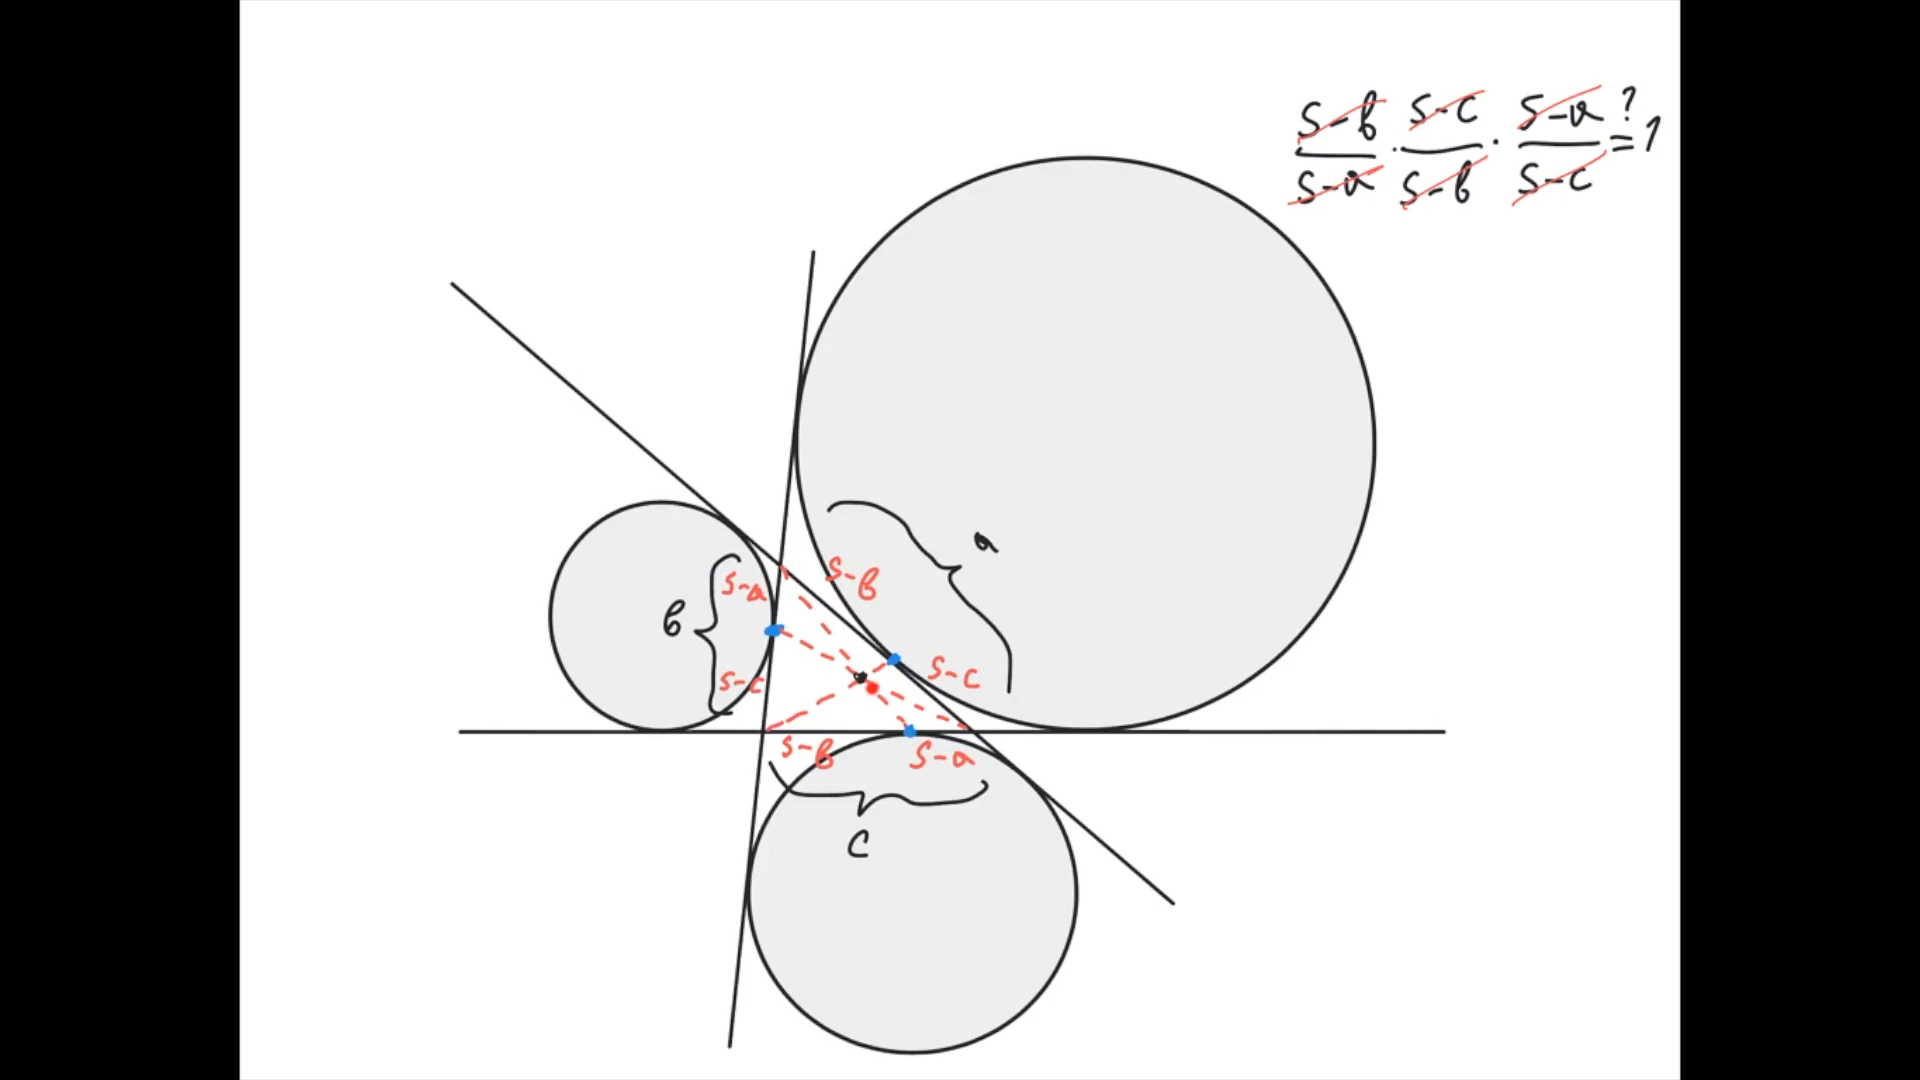 s-b/s-a · s-c/s-b · s-a/s-c ?= 1
a
s-b
s-a
b
s-c
s-c
s-b
s-a
c